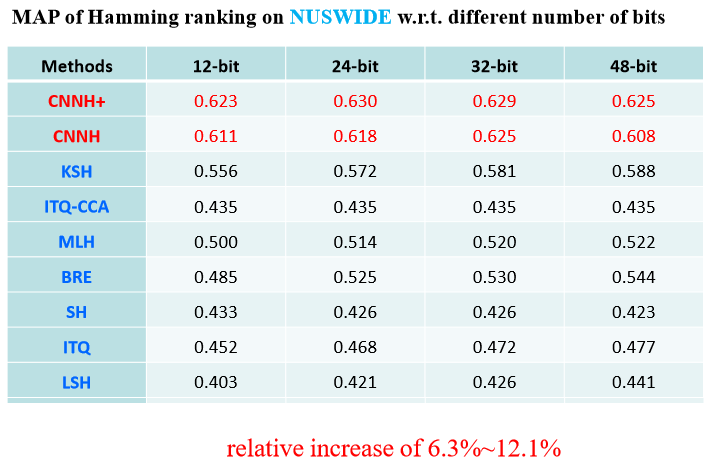 MAP of Hamming ranking on NUSWIDE w.r.t. different number of bits
Methods 12-bit 24-bit 32-bit 48-bit
CNNH+ 0.623 0.630 0.629 0.625
CNNH 0.611 0.618 0.625 0.608
KSH 0.556 0.572 0.581 0.588
ITQ-CCA 0.435 0.435 0.435 0.435
MLH 0.500 0.514 0.520 0.522
BRE 0.485 0.525 0.530 0.544
SH 0.433 0.426 0.426 0.423
ITQ 0.452 0.468 0.472 0.477
LSH 0.403 0.421 0.426 0.441
relative increase of 6.3%~12.1%